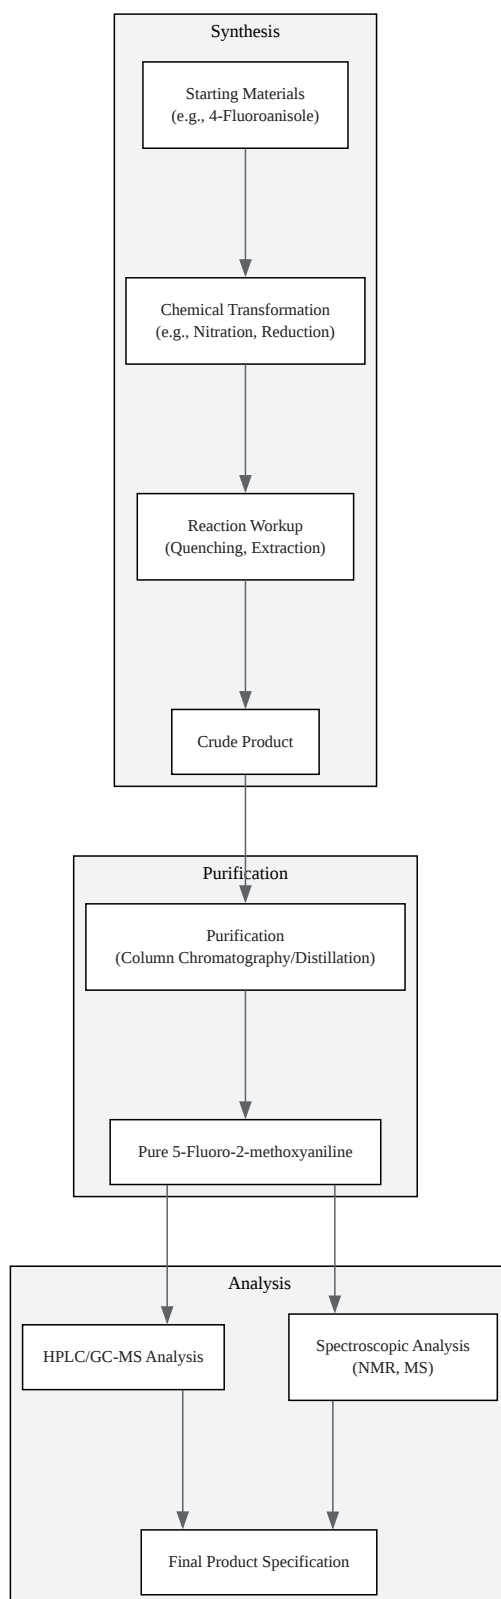 Synthesis
Starting Materials
(e.g., 4-Fluoroanisole)
Chemical Transformation
(e.g., Nitration, Reduction)
Reaction Workup
(Quenching, Extraction)
Crude Product
Purification
Purification
(Column Chromatography/Distillation)
Pure 5-Fluoro-2-methoxyaniline
Analysis
HPLC/GC-MS Analysis
Spectroscopic Analysis
(NMR, MS)
Final Product Specification